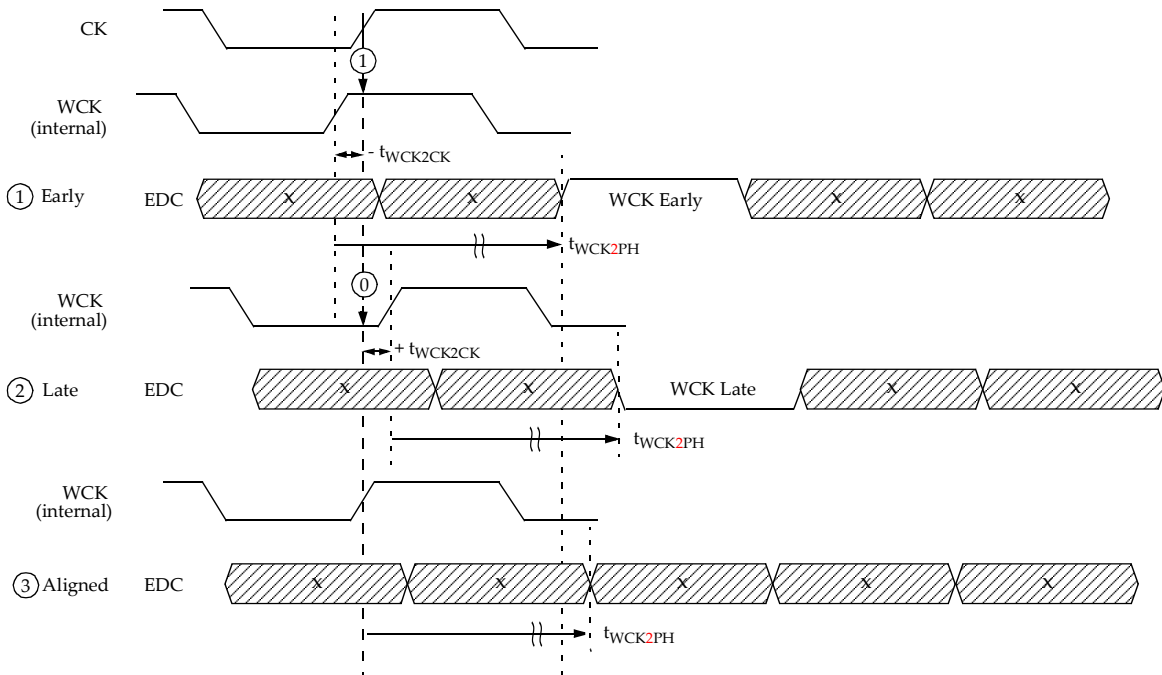 CK
1
WCK
(internal)
- tWCK2CK
1 Early EDC x x WCK Early x x
tWCK2PH
0
WCK
(internal)
+ tWCK2CK
2 Late EDC x x WCK Late x x
tWCK2PH
WCK
(internal)
3 Aligned EDC x x x x x
tWCK2PH